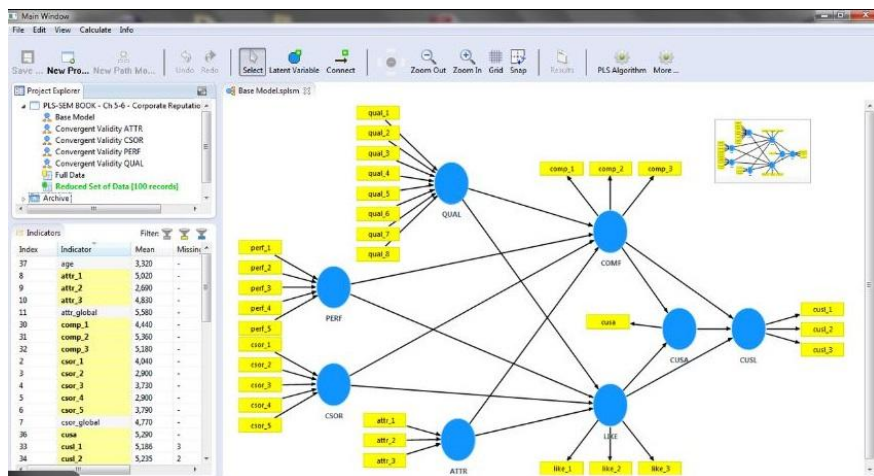 Main Window
File Edit View Calculate Info
Save ... New Pro... New Path Mo... Undo Redo Select Latent Variable Connect Zoom Out Zoom In Grid Snap Results PLS Algorithm More ...
Project Explorer
PLS-SEM BOOK - Ch 5-6 - Corporate Reputatio
Base Model
Convergent Validity ATTR
Convergent Validity CSOR
Convergent Validity PERF
Convergent Validity QUAL
Full Data
Reduced Set of Data [100 records]
Archive
Indicators Filter:
Index Indicator Mean Missing
37 age 3,320 -
8 attr_1 5,020 -
9 attr_2 2,690 -
10 attr_3 4,830 -
11 attr_global 5,580 -
30 comp_1 4,440 -
31 comp_2 5,360 -
32 comp_3 5,180 -
2 csor_1 4,040 -
3 csor_2 2,900 -
4 csor_3 3,730 -
5 csor_4 2,900 -
6 csor_5 3,790 -
7 csor_global 4,770 -
36 cusa 5,290 -
33 cusl_1 5,186 3
34 cusl_2 5,235 2
Base Model.splsm
qual_1
qual_2
qual_3
qual_4
qual_5
qual_6
qual_7
qual_8
QUAL
comp_1 comp_2 comp_3
COMP
perf_1
perf_2
perf_3
perf_4
perf_5
PERF
cusa
CUSA
CUSL
cusl_1
cusl_2
cusl_3
csor_1
csor_2
csor_3
csor_4
csor_5
CSOR
attr_1
attr_2
attr_3
ATTR
LIKE
like_1 like_2 like_3